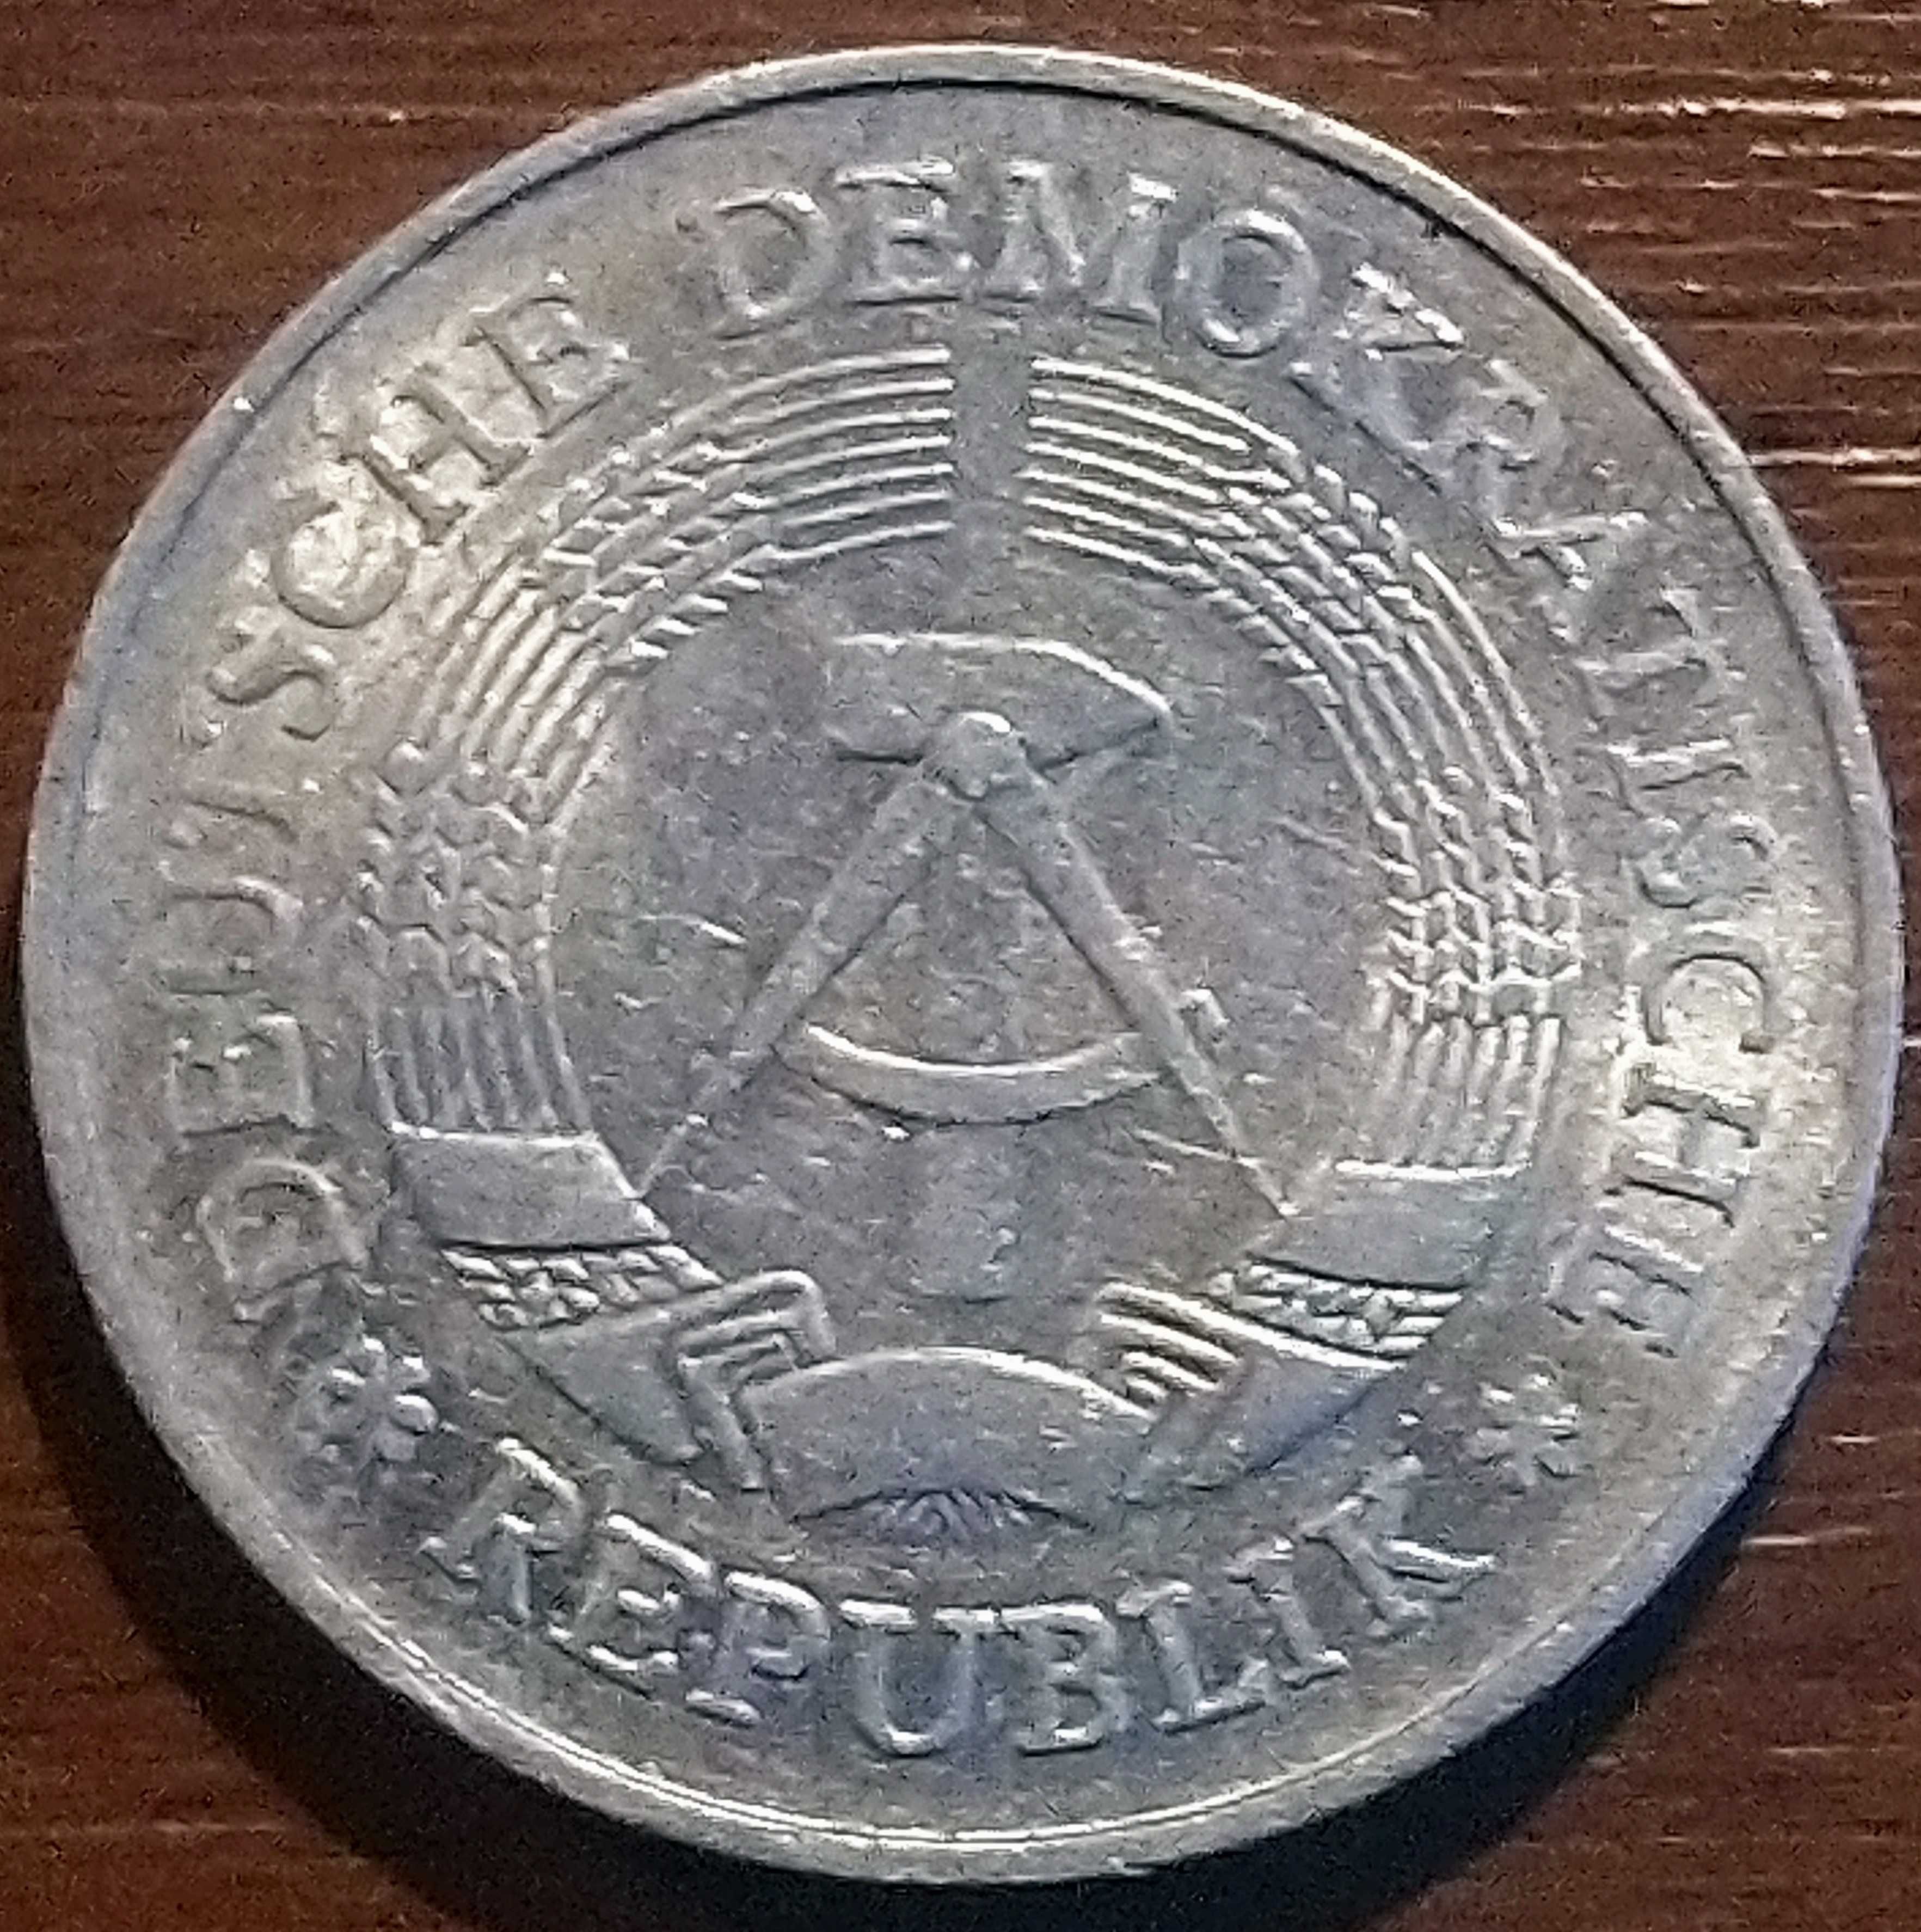 DEUTSCHE DEMOKRATISCHE
* REPUBLIK *